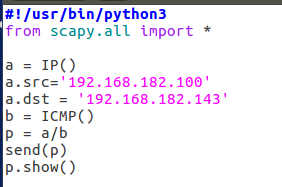 #!/usr/bin/python3
from scapy.all import *
a = IP()
a.src='192.168.182.100'
a.dst = '192.168.182.143'
b = ICMP()
p = a/b
send(p)
p.show()